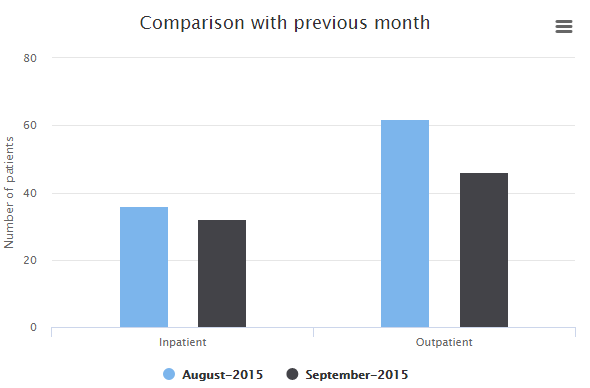 Comparison with previous month
80
60
40
20
0
Number of patients
Inpatient
Outpatient
August-2015
September-2015